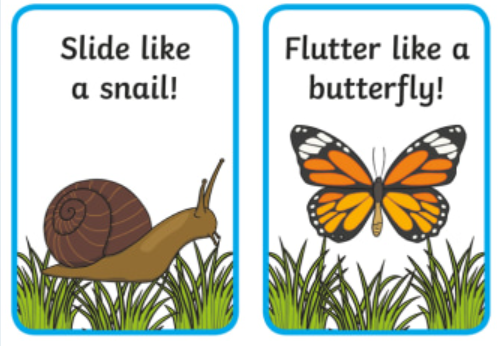 Slide like
a snail!
Flutter like a
butterfly!